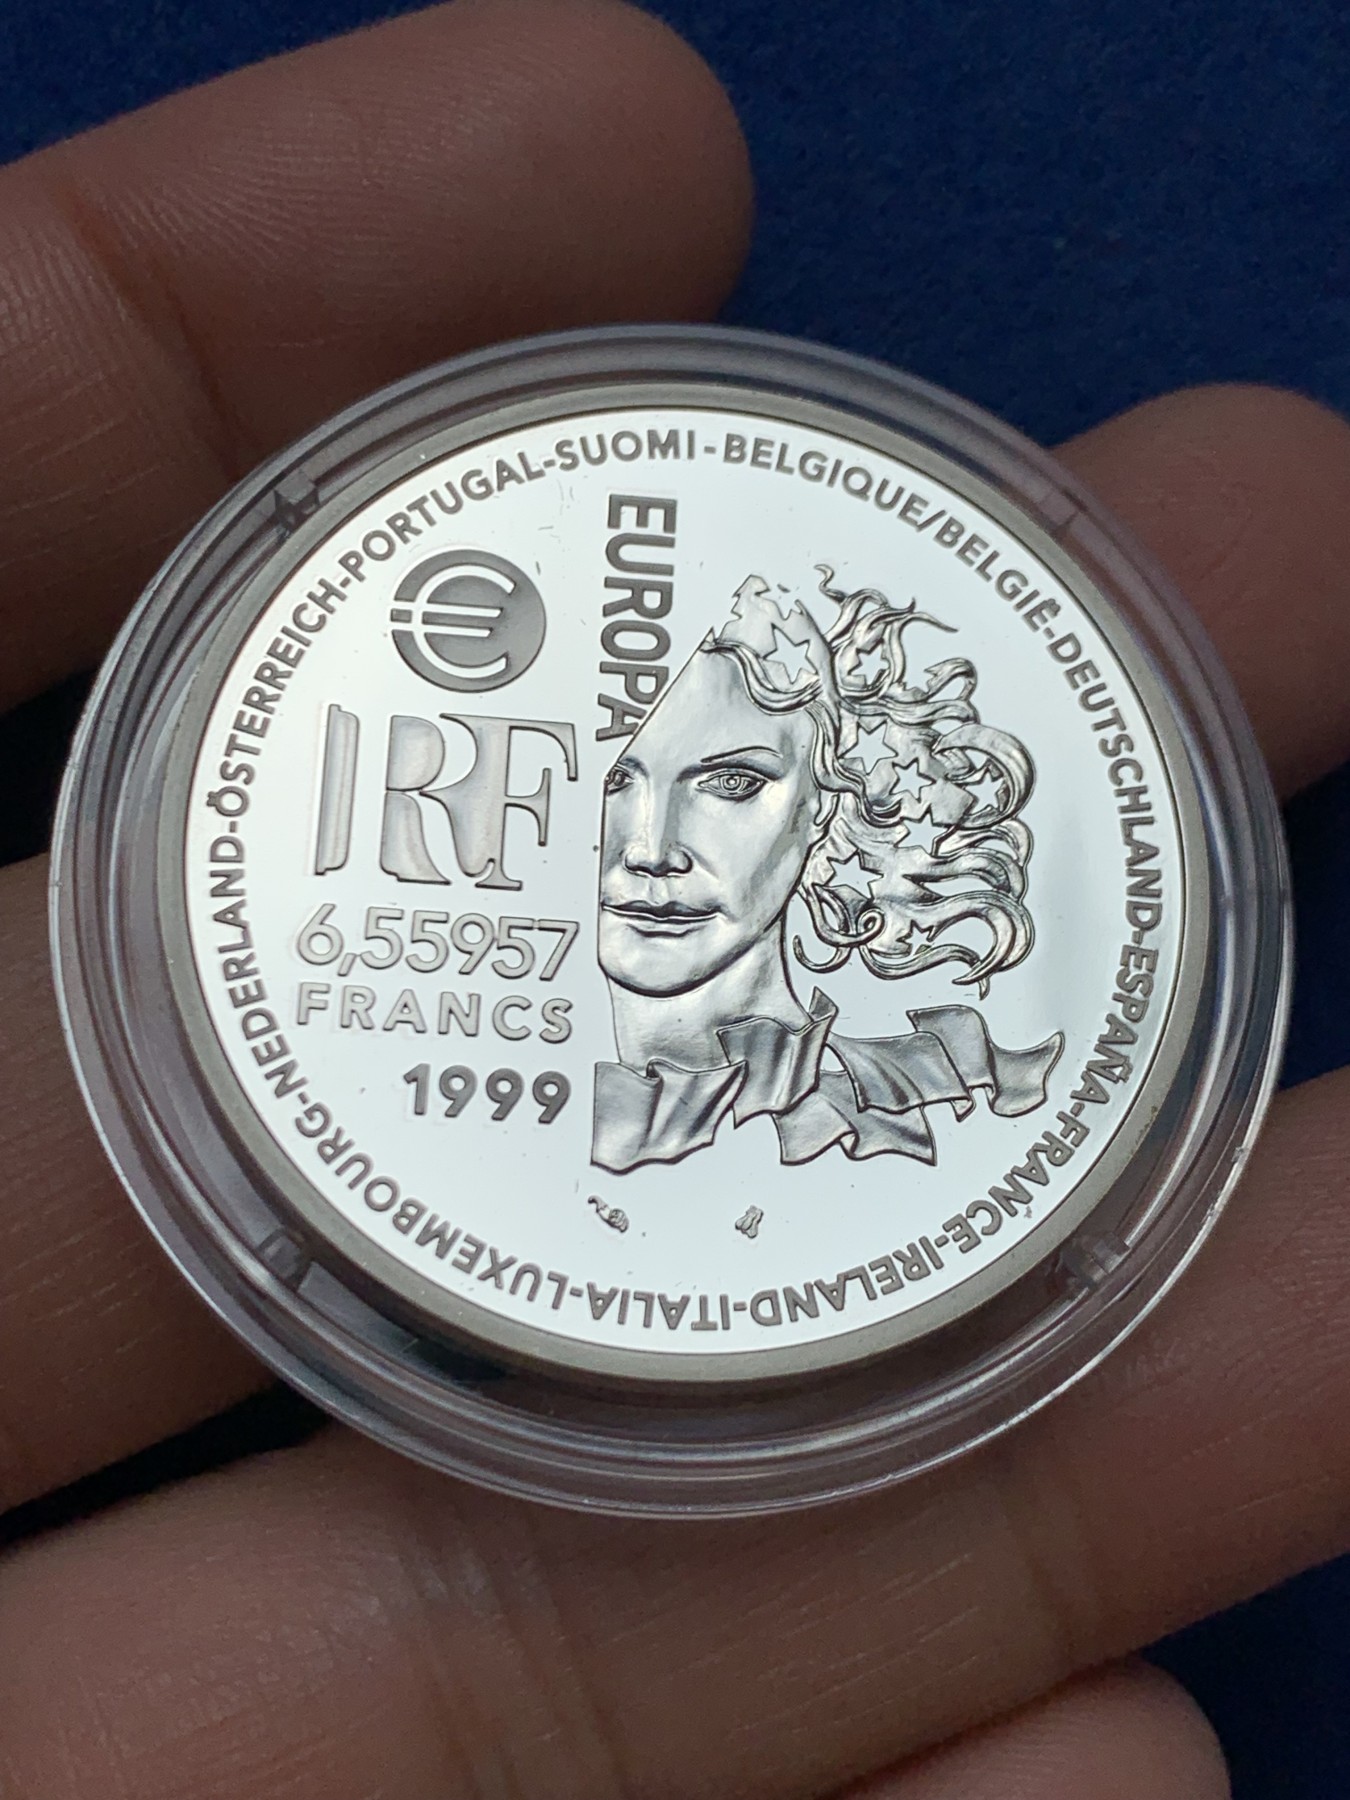 BELGIQUE/BELGIË-DEUTSCHLAND-ESPAÑA-FRANCE-IRELAND-ITALIA-LUXEMBOURG-NEDERLAND-ÖSTERREICH-PORTUGAL-SUOMI-
EUROPA
€
RF
6,55957
FRANCS
1999